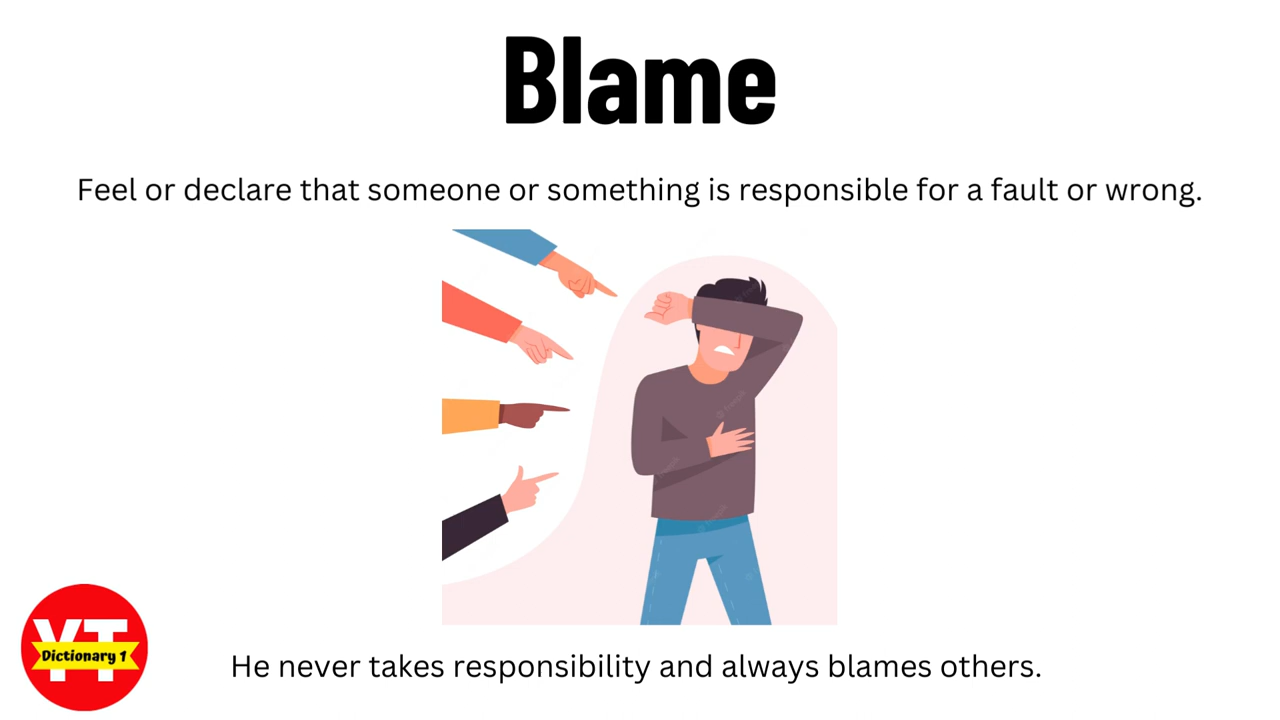 Blame
Feel or declare that someone or something is responsible for a fault or wrong.
YT
Dictionary 1
He never takes responsibility and always blames others.